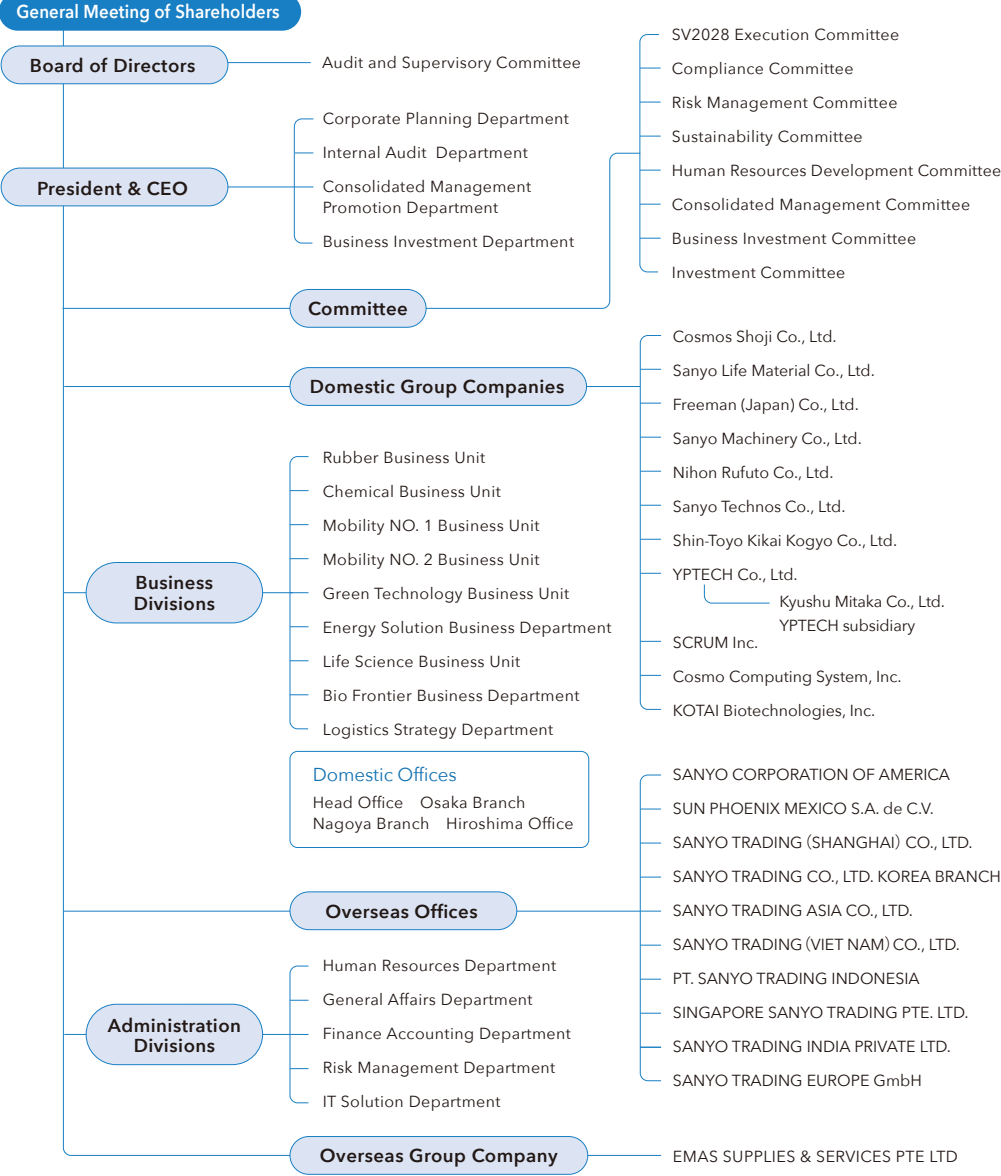 General Meeting of Shareholders
Board of Directors
Audit and Supervisory Committee
President & CEO
Corporate Planning Department
Internal Audit Department
Consolidated Management
Promotion Department
Business Investment Department
Committee
SV2028 Execution Committee
Compliance Committee
Risk Management Committee
Sustainability Committee
Human Resources Development Committee
Consolidated Management Committee
Business Investment Committee
Investment Committee
Domestic Group Companies
Cosmos Shoji Co., Ltd.
Sanyo Life Material Co., Ltd.
Freeman (Japan) Co., Ltd.
Sanyo Machinery Co., Ltd.
Nihon Rufuto Co., Ltd.
Sanyo Technos Co., Ltd.
Shin-Toyo Kikai Kogyo Co., Ltd.
YPTECH Co., Ltd.
Kyushu Mitaka Co., Ltd.
YPTECH subsidiary
SCRUM Inc.
Cosmo Computing System, Inc.
KOTAI Biotechnologies, Inc.
Business
Divisions
Rubber Business Unit
Chemical Business Unit
Mobility NO. 1 Business Unit
Mobility NO. 2 Business Unit
Green Technology Business Unit
Energy Solution Business Department
Life Science Business Unit
Bio Frontier Business Department
Logistics Strategy Department
Domestic Offices
Head Office Osaka Branch
Nagoya Branch Hiroshima Office
Overseas Offices
SANYO CORPORATION OF AMERICA
SUN PHOENIX MEXICO S.A. de C.V.
SANYO TRADING (SHANGHAI) CO., LTD.
SANYO TRADING CO., LTD. KOREA BRANCH
SANYO TRADING ASIA CO., LTD.
SANYO TRADING (VIET NAM) CO., LTD.
PT. SANYO TRADING INDONESIA
SINGAPORE SANYO TRADING PTE. LTD.
SANYO TRADING INDIA PRIVATE LTD.
SANYO TRADING EUROPE GmbH
Administration
Divisions
Human Resources Department
General Affairs Department
Finance Accounting Department
Risk Management Department
IT Solution Department
Overseas Group Company
EMAS SUPPLIES & SERVICES PTE LTD